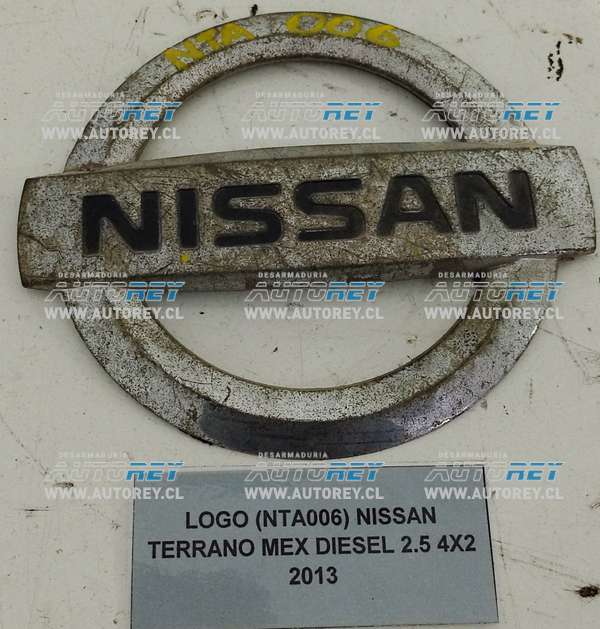 NTA 006
NISSAN
LOGO (NTA006) NISSAN
TERRANO MEX DIESEL 2.5 4X2
2013
DESARMADURIA
AUTOREY
WWW.AUTOREY.CL